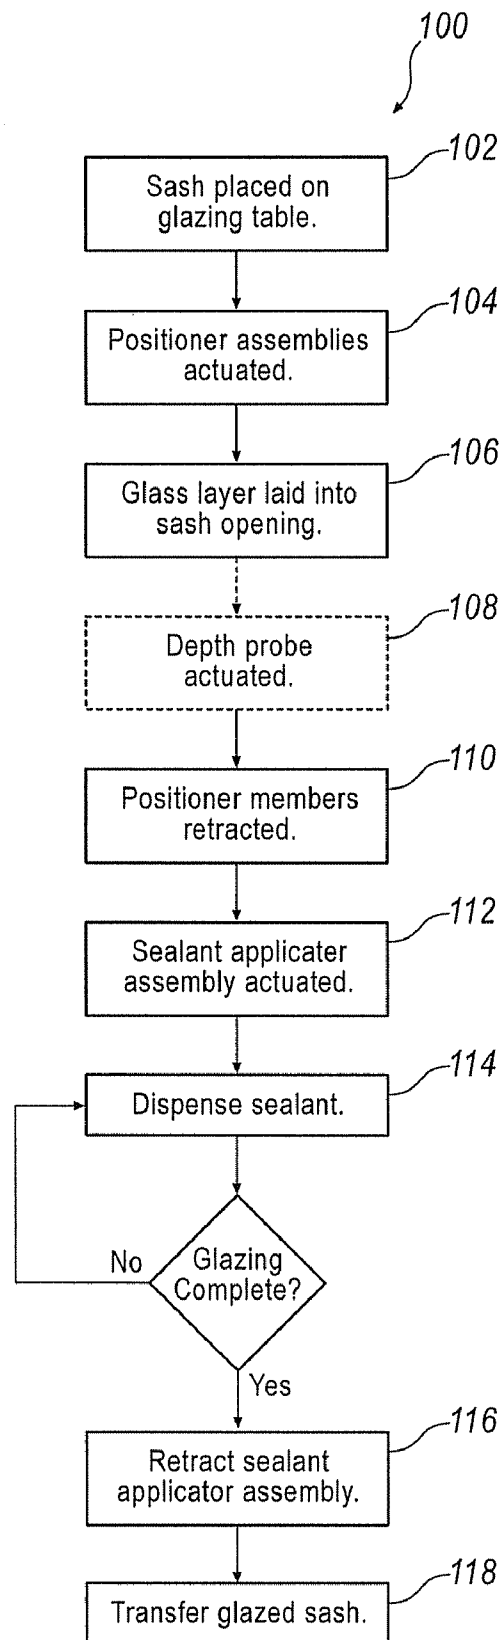 100
102
Sash placed on
glazing table.
104
Positioner assemblies
actuated.
106
Glass layer laid into
sash opening.
108
Depth probe
actuated.
110
Positioner members
retracted.
112
Sealant applicater
assembly actuated.
114
Dispense sealant.
Glazing
Complete?
No
Yes
116
Retract sealant
applicator assembly.
118
Transfer glazed sash.